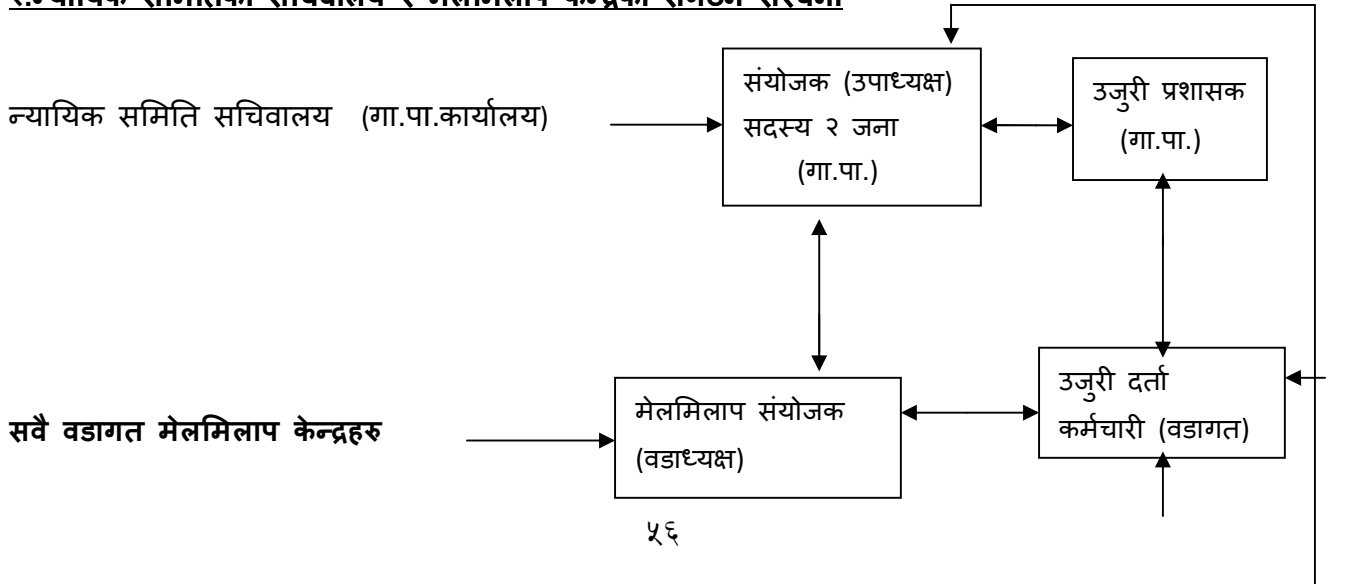 न्यायिक समिति सचिवालय (गा.पा.कार्यालय)
संयोजक (उपाध्यक्ष)
सदस्य २ जना
(गा.पा.)
उजुरी प्रशासक
(गा.पा.)
सवै वडागत मेलमिलाप केन्द्रहरु
मेलमिलाप संयोजक
(वडाध्यक्ष)
उजुरी दर्ता
कर्मचारी (वडागत)
५६